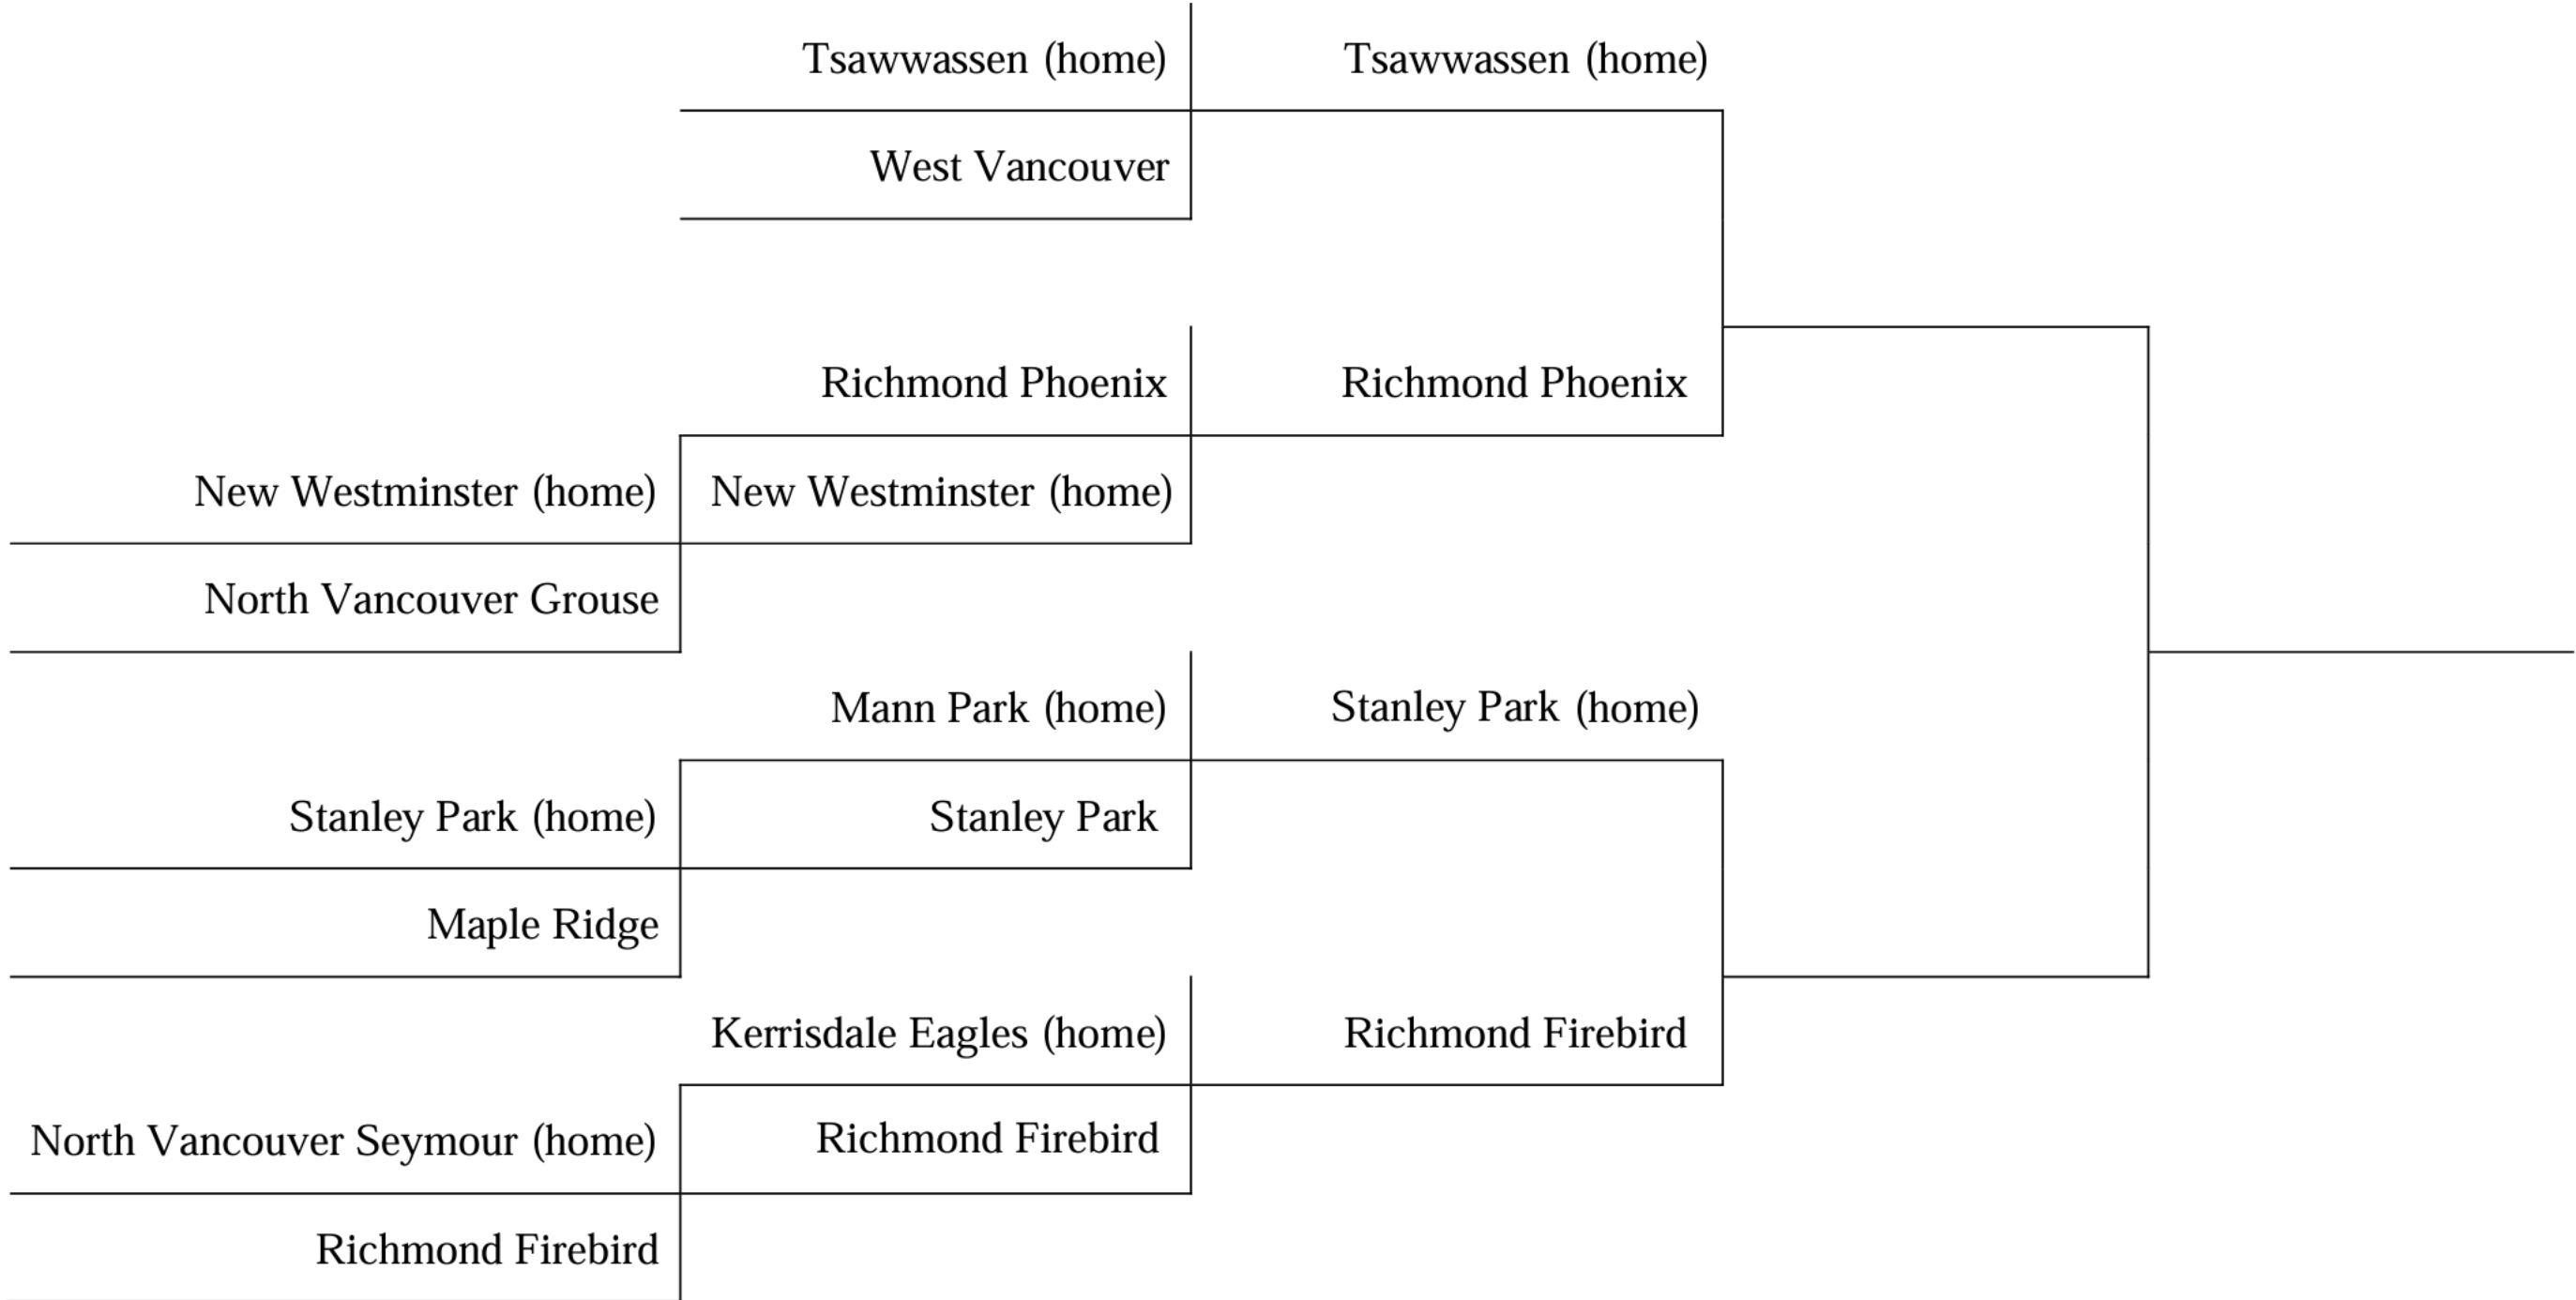 Tsawwassen (home) Tsawwassen (home)
West Vancouver
Richmond Phoenix Richmond Phoenix
New Westminster (home) New Westminster (home)
North Vancouver Grouse
Mann Park (home) Stanley Park (home)
Stanley Park (home) Stanley Park
Maple Ridge
Kerrisdale Eagles (home) Richmond Firebird
North Vancouver Seymour (home) Richmond Firebird
Richmond Firebird